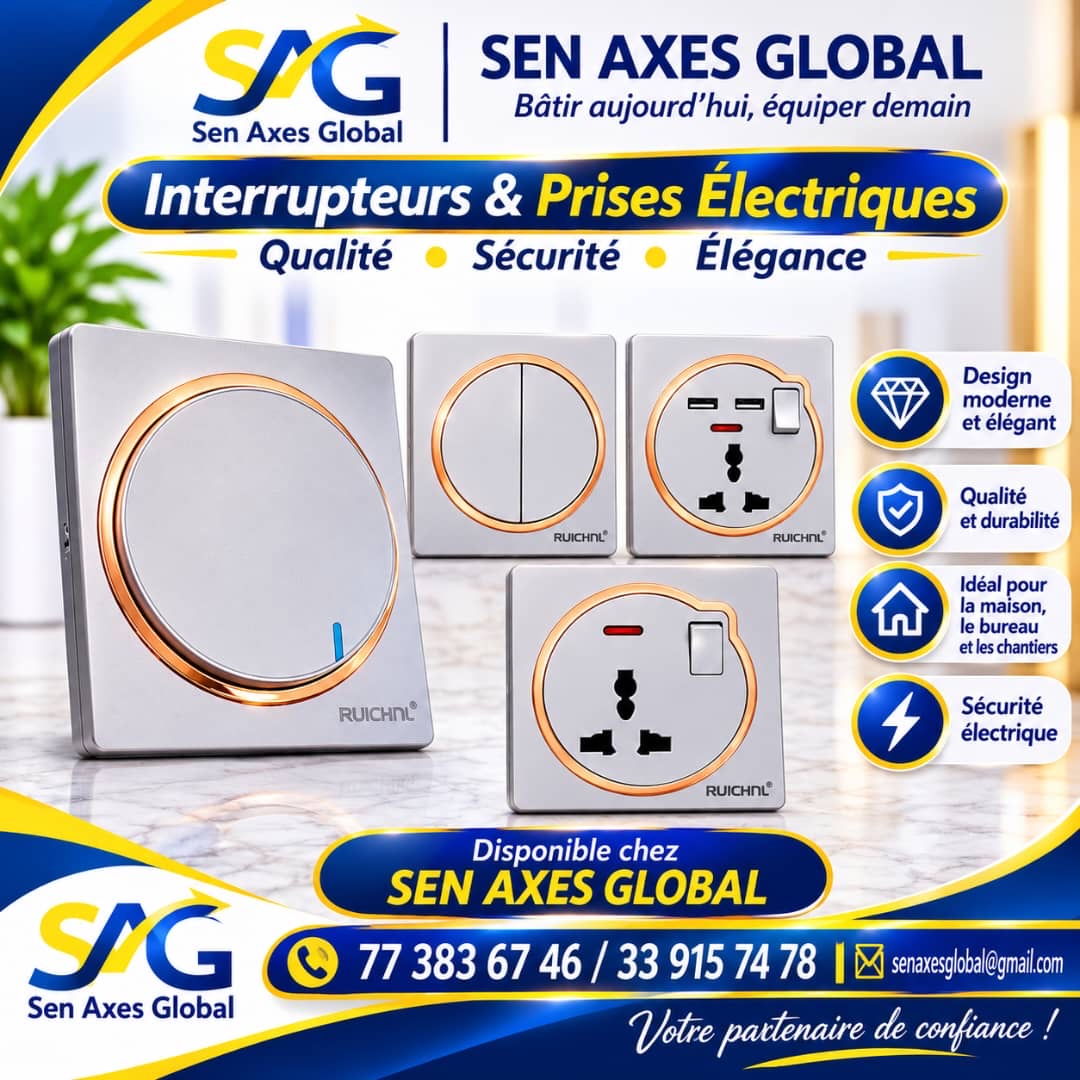 SAG
Sen Axes Global
SEN AXES GLOBAL
Bâtir aujourd'hui, équiper demain
Interrupteurs & Prises Électriques
Qualité • Sécurité • Élégance
RUICHNL®
RUICHNL®
RUICHNL®
RUICHNL®
Design
moderne
et élégant
Qualité
et durabilité
Idéal pour
la maison,
le bureau
et les chantiers
Sécurité
électrique
Disponible chez
SEN AXES GLOBAL
SAG
Sen Axes Global
77 383 67 46 / 33 915 74 78 | senaxesglobal@gmail.com
Votre partenaire de confiance !